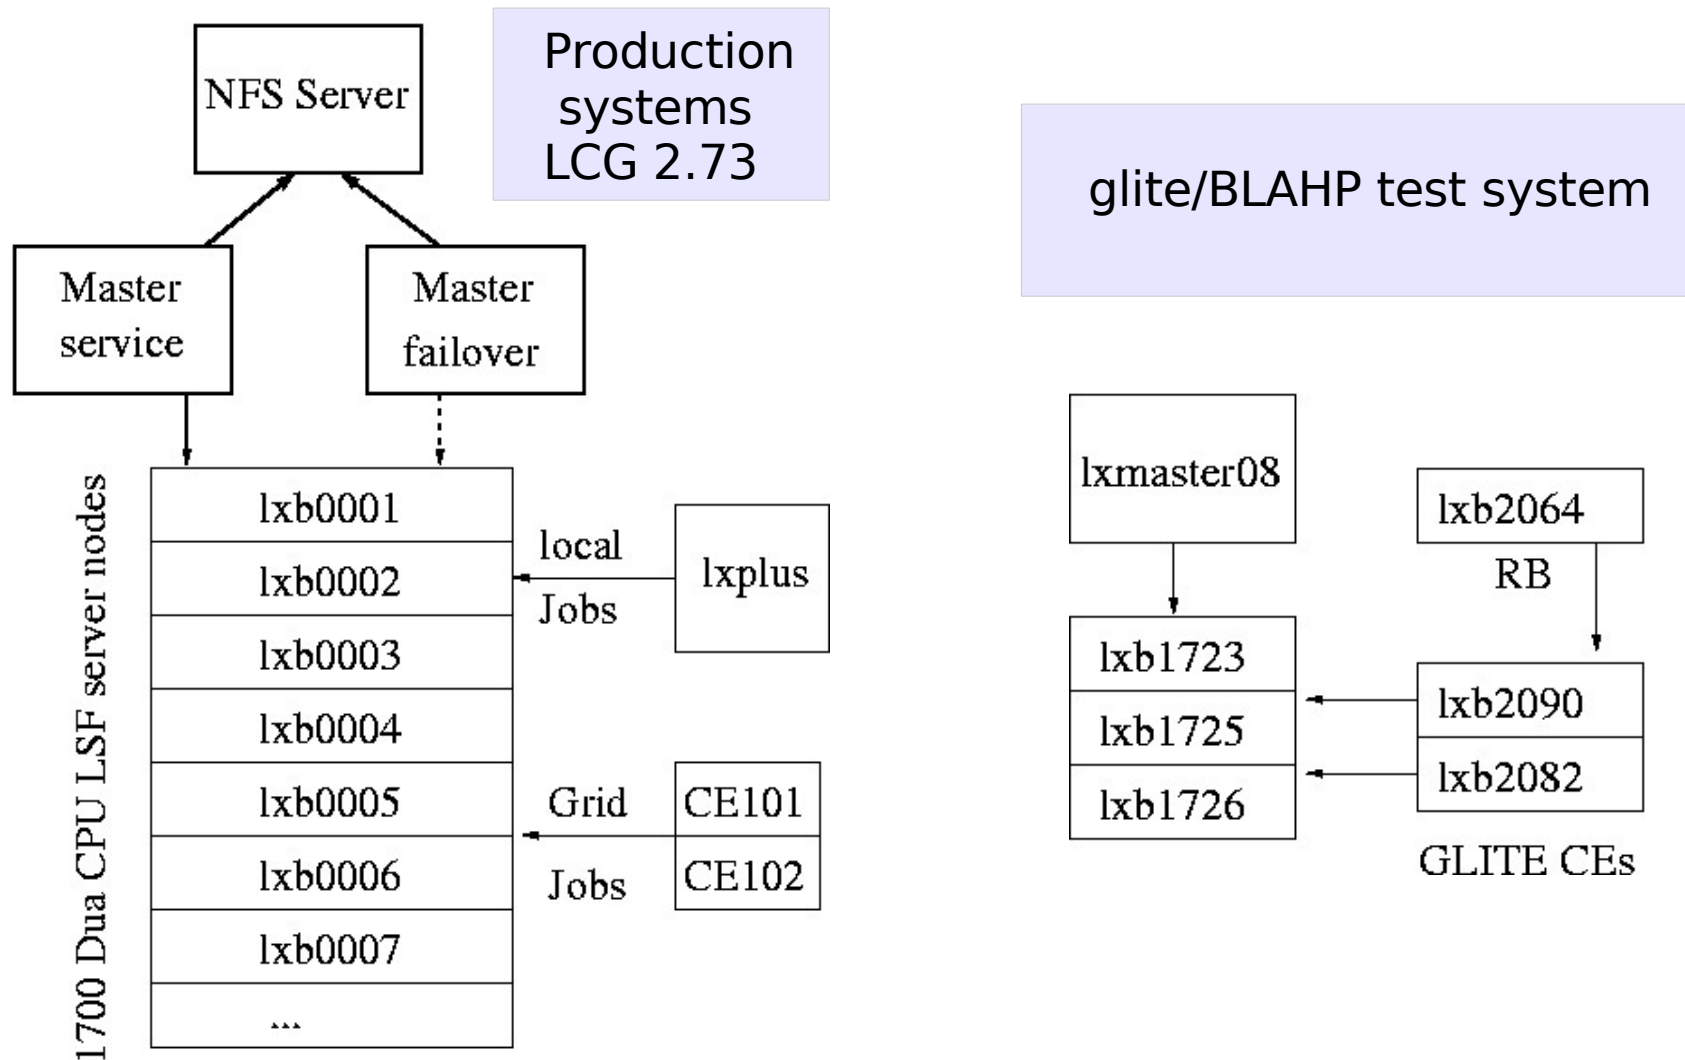 NFS Server
Production
systems
LCG 2.73
glite/BLAHP test system
Master
service
Master
failover
1700 Dua CPU LSF server nodes
lxb0001
lxb0002
lxb0003
lxb0004
lxb0005
lxb0006
lxb0007
...
local
Jobs
lxplus
Grid
Jobs
CE101
CE102
lxmaster08
lxb1723
lxb1725
lxb1726
lxb2064
RB
lxb2090
lxb2082
GLITE CEs